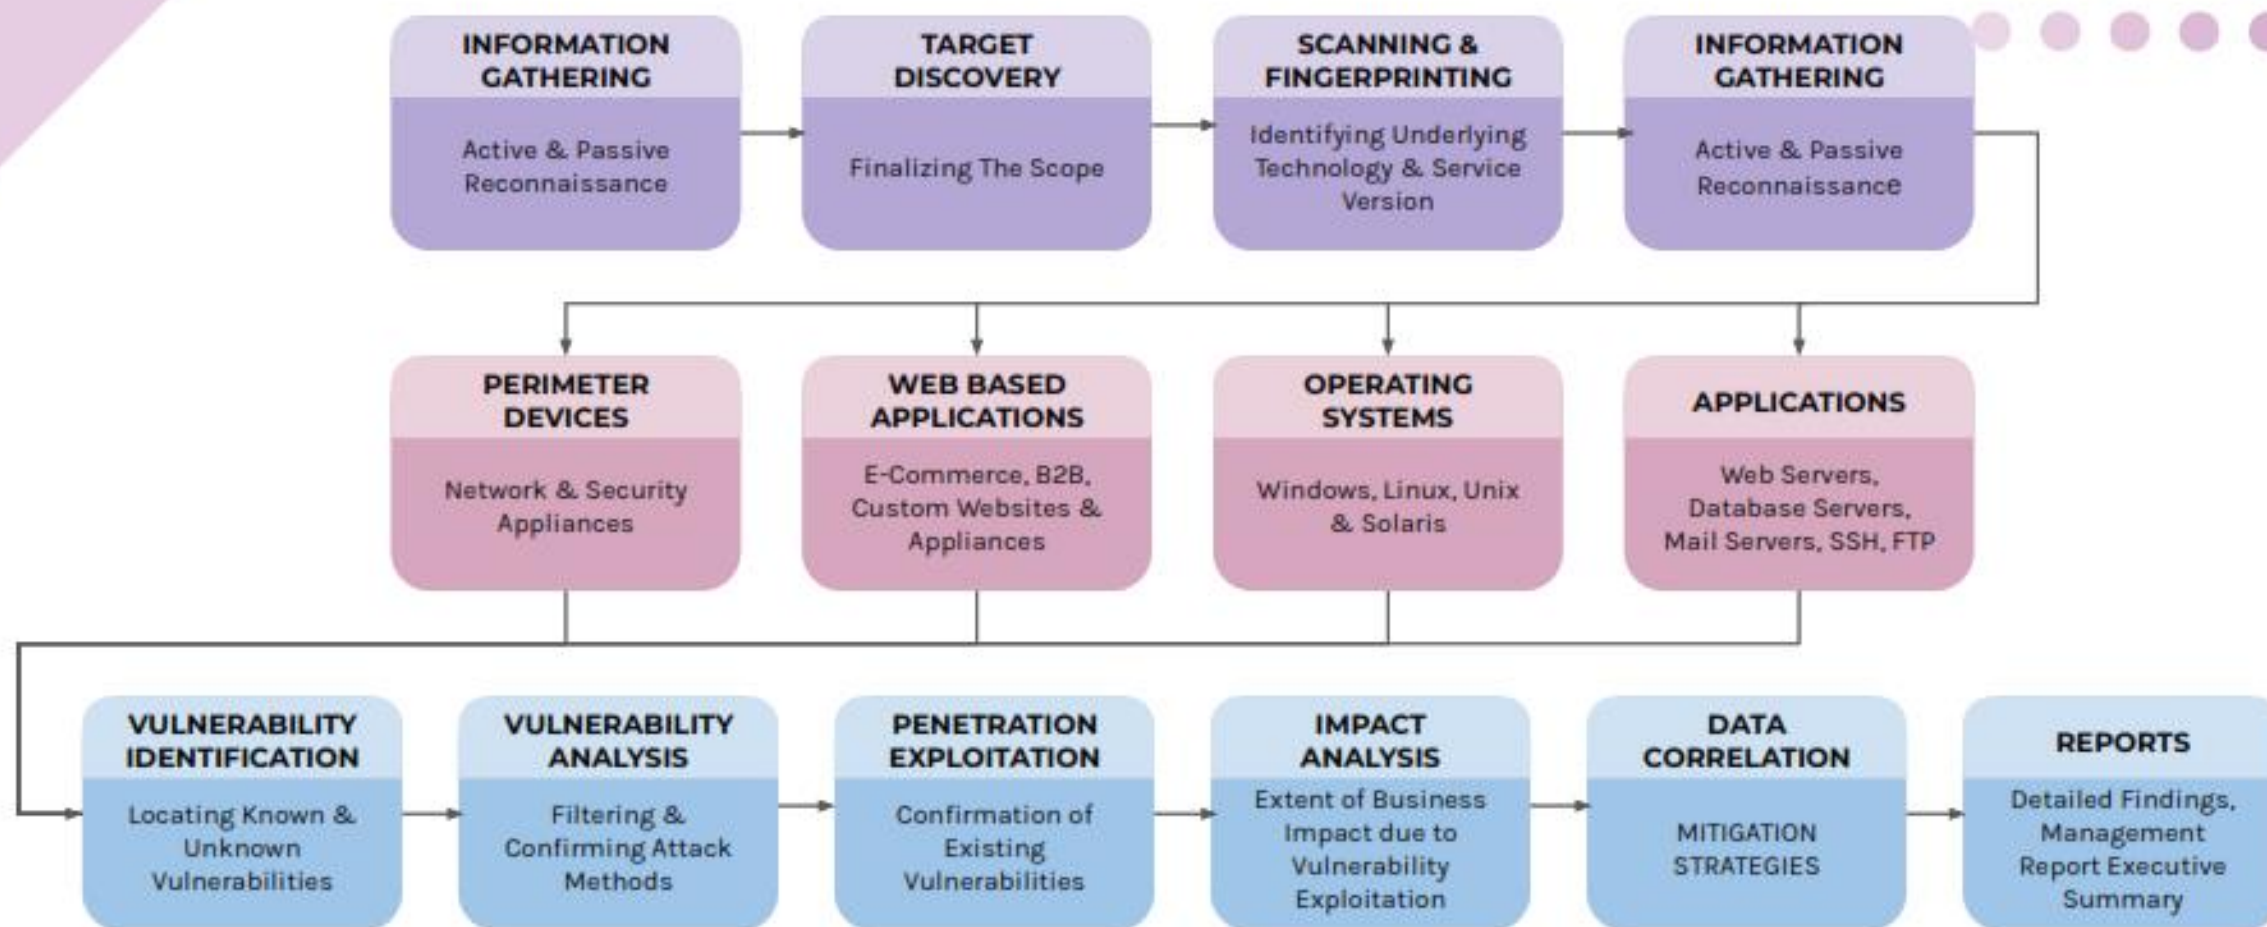 INFORMATION
GATHERING
Active & Passive
Reconnaissance
TARGET
DISCOVERY
Finalizing The Scope
SCANNING &
FINGERPRINTING
Identifying Underlying
Technology & Service
Version
INFORMATION
GATHERING
Active & Passive
Reconnaissance
PERIMETER
DEVICES
Network & Security
Appliances
WEB BASED
APPLICATIONS
E-Commerce, B2B,
Custom Websites &
Appliances
OPERATING
SYSTEMS
Windows, Linux, Unix
& Solaris
APPLICATIONS
Web Servers,
Database Servers,
Mail Servers, SSH, FTP
VULNERABILITY
IDENTIFICATION
Locating Known &
Unknown
Vulnerabilities
VULNERABILITY
ANALYSIS
Filtering &
Confirming Attack
Methods
PENETRATION
EXPLOITATION
Confirmation of
Existing
Vulnerabilities
IMPACT
ANALYSIS
Extent of Business
Impact due to
Vulnerability
Exploitation
DATA
CORRELATION
MITIGATION
STRATEGIES
REPORTS
Detailed Findings,
Management
Report Executive
Summary